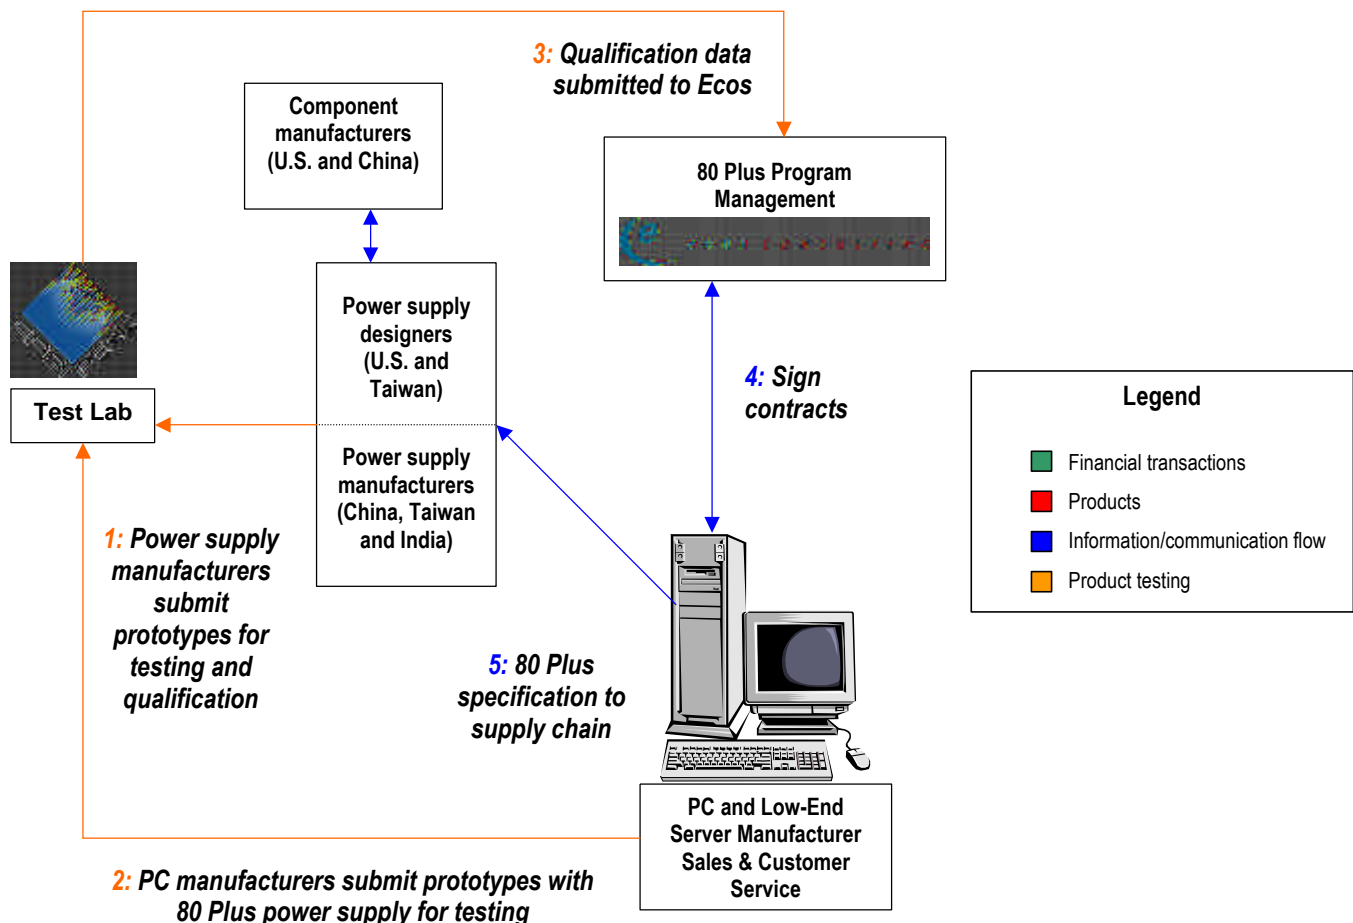 3: Qualification data
submitted to Ecos
Component
manufacturers
(U.S. and China)
80 Plus Program
Management
Power supply
designers
(U.S. and
Taiwan)
Test Lab
4: Sign
contracts
Legend
Financial transactions
Products
Information/communication flow
Product testing
Power supply
manufacturers
(China, Taiwan
and India)
1: Power supply
manufacturers
submit
prototypes for
testing and
qualification
5: 80 Plus
specification to
supply chain
PC and Low-End
Server Manufacturer
Sales & Customer
Service
2: PC manufacturers submit prototypes with
80 Plus power supply for testing